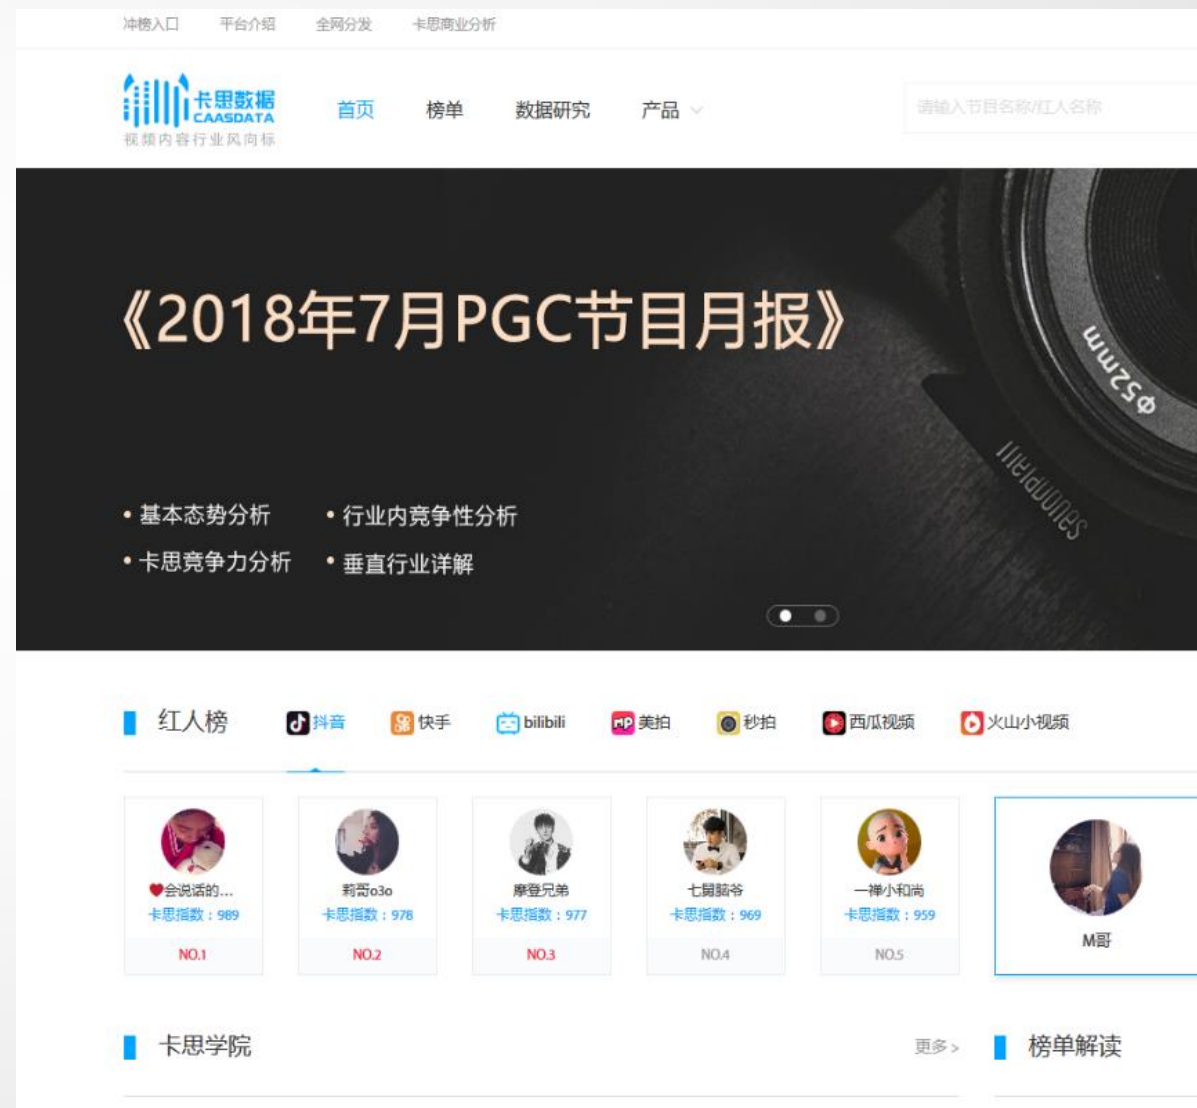 冲榜入口 平台介绍 全网分发 卡思商业分析
卡思数据
CAASDATA
视频内容行业风向标
首页 榜单 数据研究 产品
请输入节目名称/红人名称
《2018年7月PGC节目月报》
• 基本态势分析 • 行业内竞争性分析
• 卡思竞争力分析 • 垂直行业详解
Φ52mm
红人榜 抖音 快手 bilibili 美拍 秒拍 西瓜视频 火山小视频
❤会说话的... 莉哥o3o 摩登兄弟 七舅脑爷 一禅小和尚
卡思指数：989 卡思指数：978 卡思指数：977 卡思指数：969 卡思指数：959
M哥
NO.1 NO.2 NO.3 NO.4 NO.5
卡思学院 更多 > 榜单解读